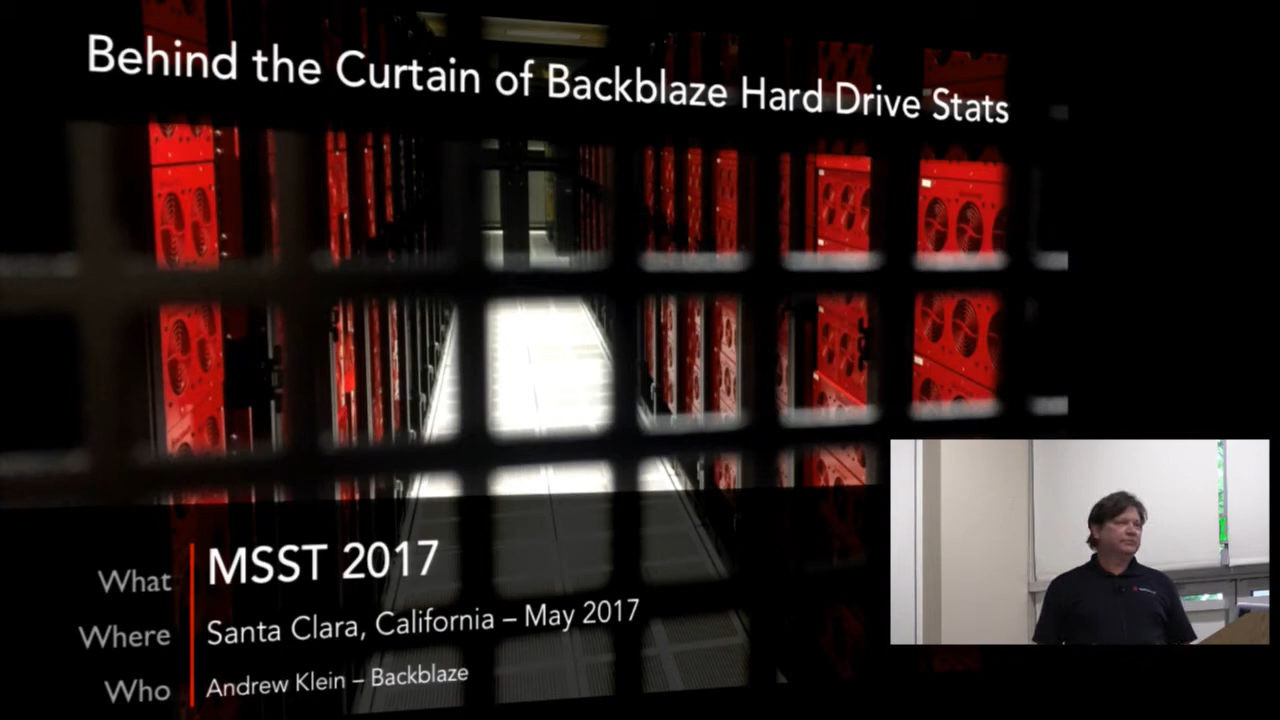 Behind the Curtain of Backblaze Hard Drive Stats
What MSST 2017
Where Santa Clara, California – May 2017
Who Andrew Klein – Backblaze